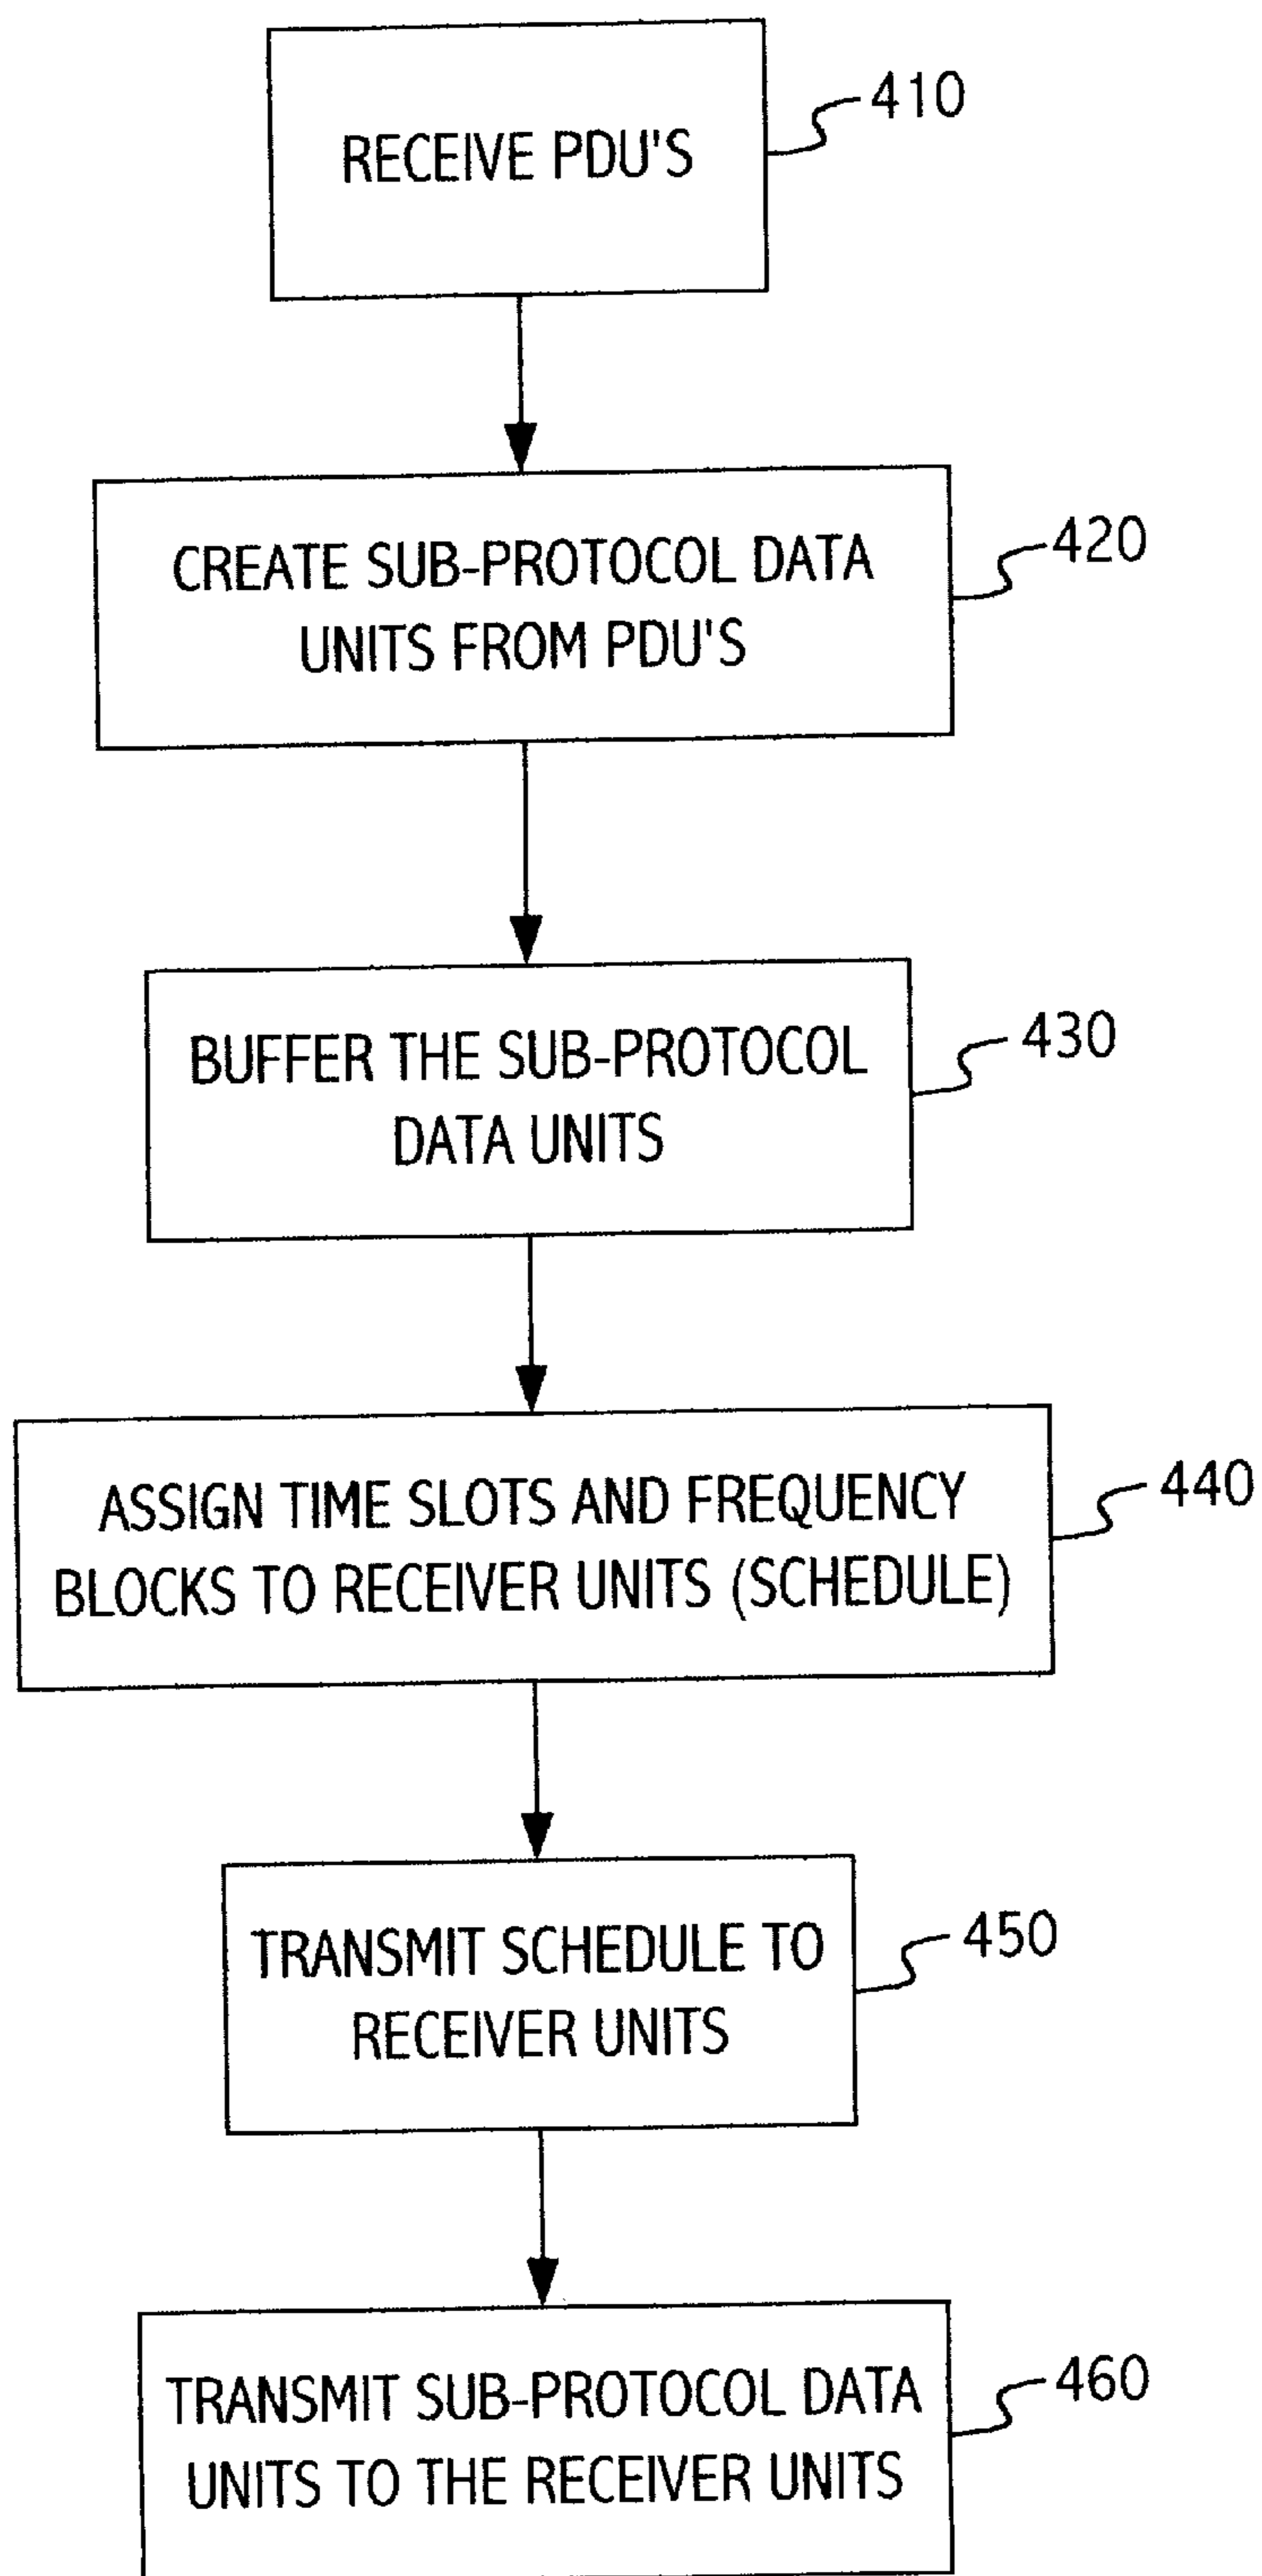 RECEIVE PDU'S
410
CREATE SUB-PROTOCOL DATA
UNITS FROM PDU'S
420
BUFFER THE SUB-PROTOCOL
DATA UNITS
430
ASSIGN TIME SLOTS AND FREQUENCY
BLOCKS TO RECEIVER UNITS (SCHEDULE)
440
TRANSMIT SCHEDULE TO
RECEIVER UNITS
450
TRANSMIT SUB-PROTOCOL DATA
UNITS TO THE RECEIVER UNITS
460